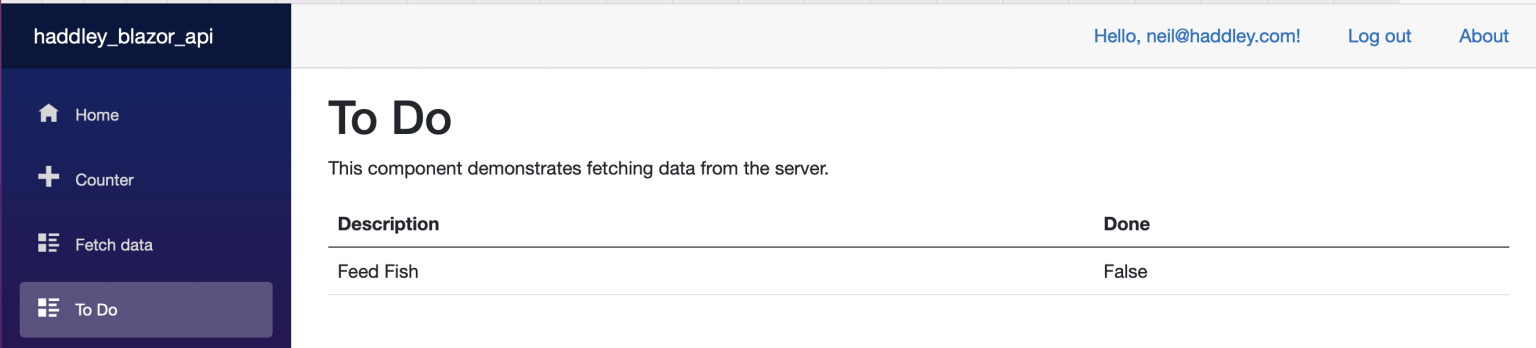 haddley_blazor_api
Hello, neil@haddley.com! Log out About
Home
Counter
Fetch data
To Do
To Do
This component demonstrates fetching data from the server.
Description Done
Feed Fish False